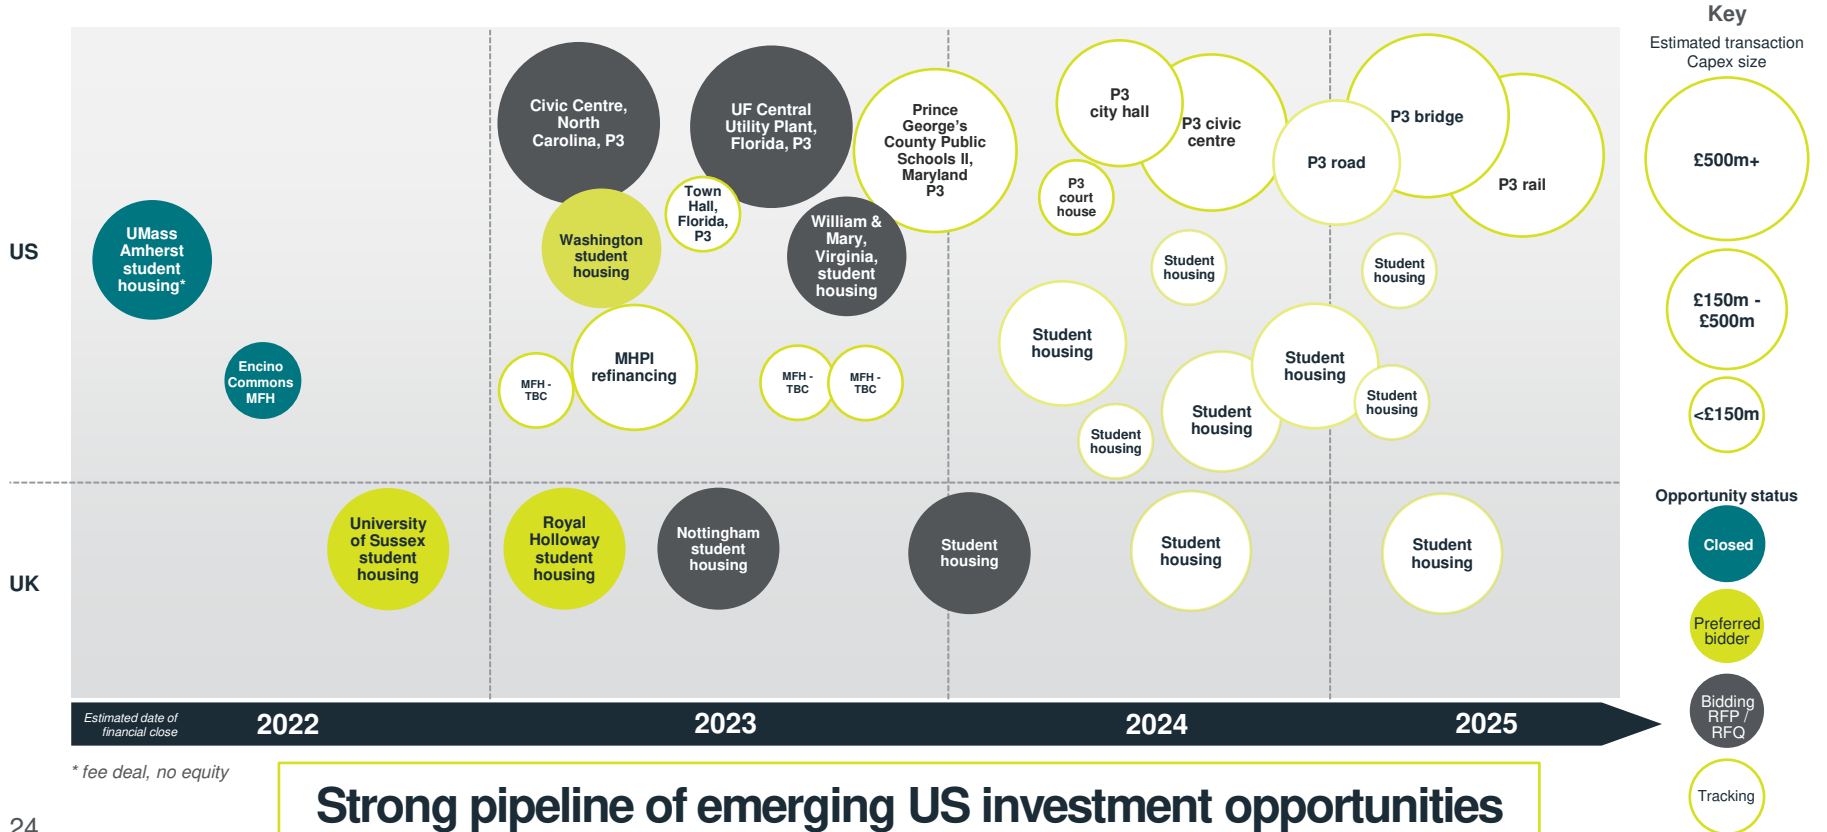 Key
Estimated transaction
Capex size
£500m+
£150m -
£500m
<£150m
Opportunity status
Closed
Preferred
bidder
Bidding
RFP /
RFQ
Tracking
US
UMass
Amherst
student
housing*
Encino
Commons
MFH
Civic Centre,
North
Carolina, P3
Washington
student
housing
MFH -
TBC
MHPI
refinancing
Town
Hall,
Florida,
P3
UF Central
Utility Plant,
Florida, P3
William &
Mary,
Virginia,
student
housing
MFH -
TBC
MFH -
TBC
Prince
George's
County Public
Schools II,
Maryland
P3
P3
city hall
P3 civic
centre
P3
court
house
P3 road
P3 bridge
P3 rail
Student
housing
Student
housing
Student
housing
Student
housing
Student
housing
Student
housing
Student
housing
UK
University
of Sussex
student
housing
Royal
Holloway
student
housing
Nottingham
student
housing
Student
housing
Student
housing
Student
housing
Estimated date of
financial close
2022
2023
2024
2025
* fee deal, no equity
Strong pipeline of emerging US investment opportunities
24